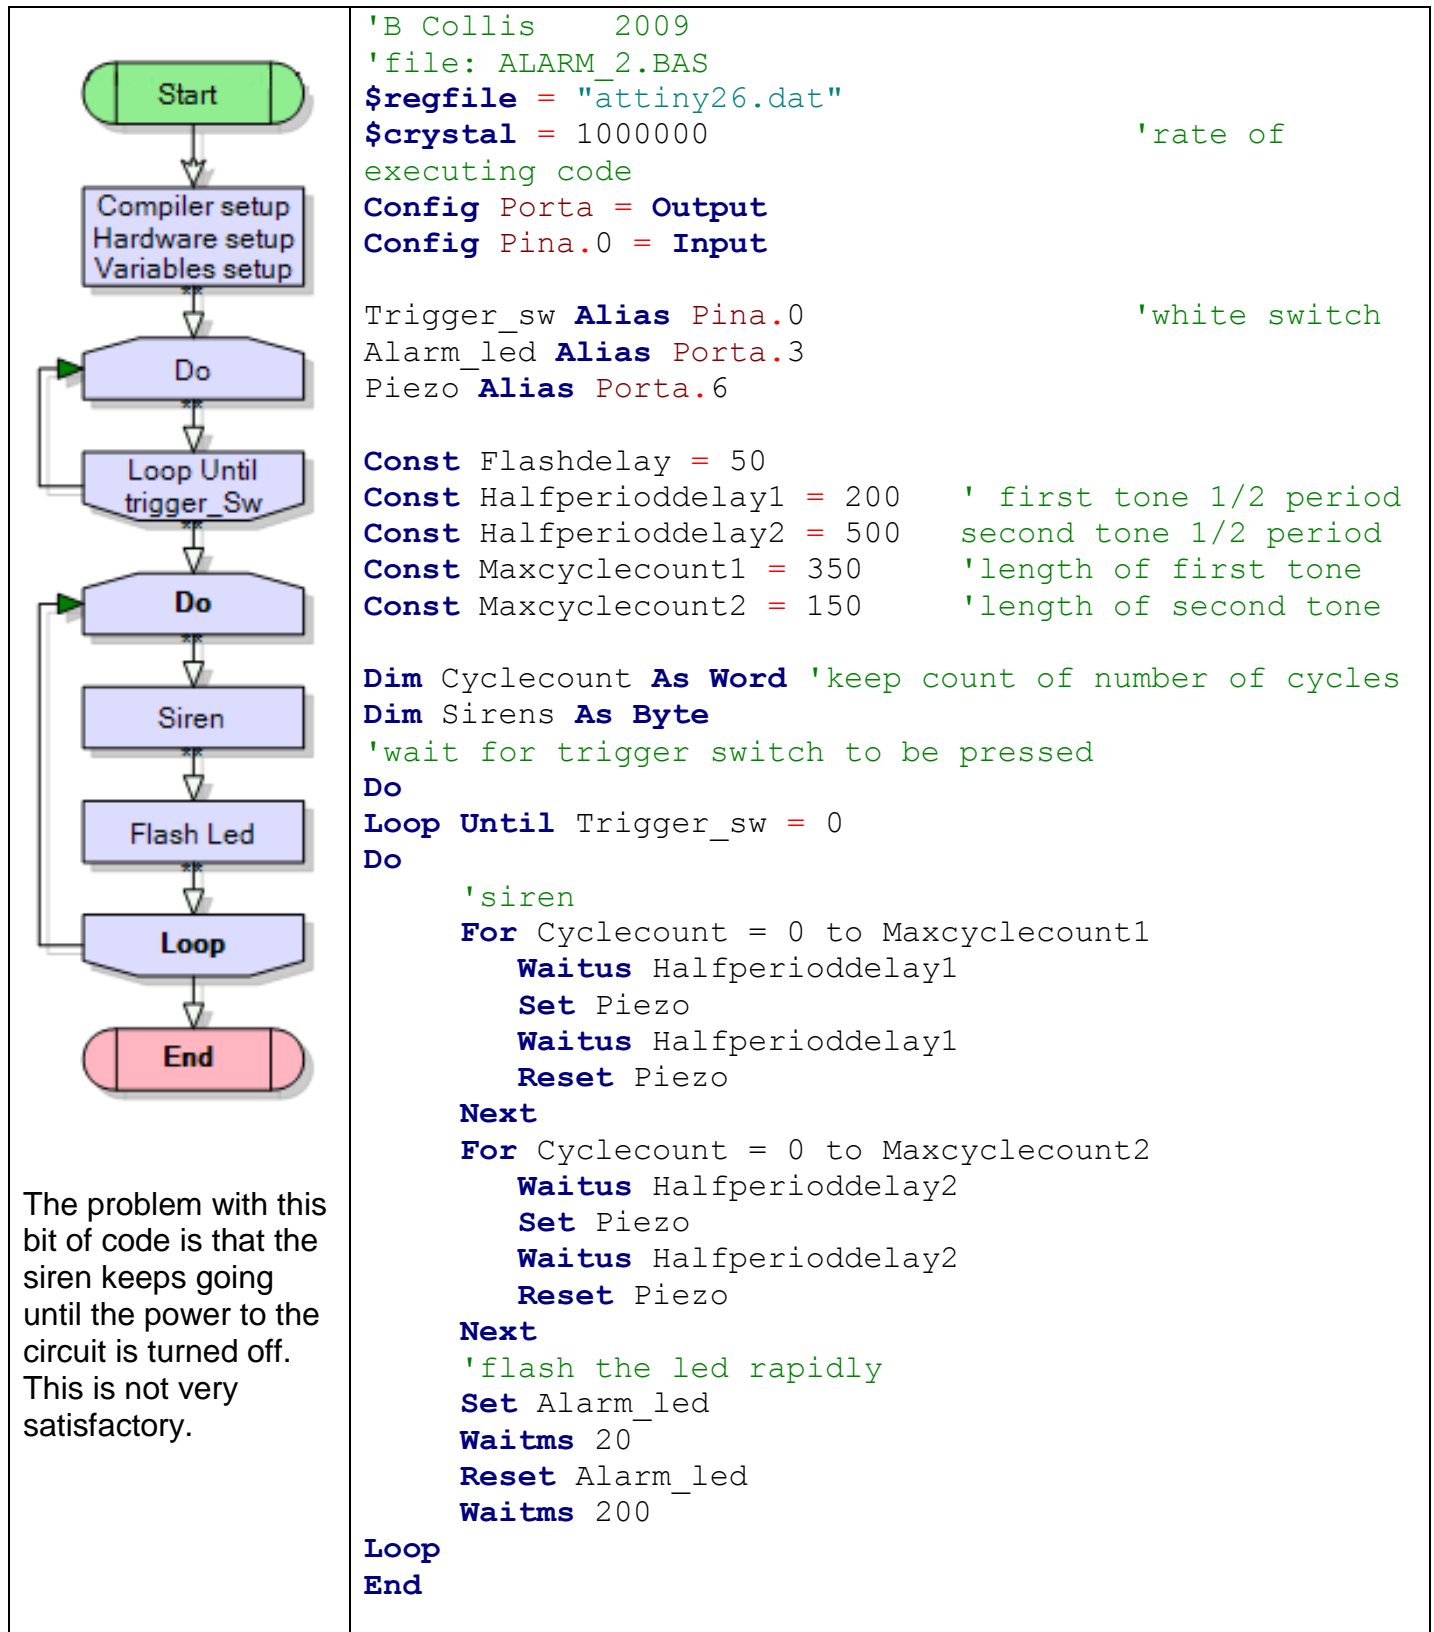 Start
Compiler setup
Hardware setup
Variables setup
Do
Loop Until
trigger_Sw
Do
Siren
Flash Led
Loop
End
The problem with this
bit of code is that the
siren keeps going
until the power to the
circuit is turned off.
This is not very
satisfactory.
'B Collis    2009
'file: ALARM_2.BAS
$regfile = "attiny26.dat"
$crystal = 1000000                 'rate of
executing code
Config Porta = Output
Config Pina.0 = Input
Trigger_sw Alias Pina.0                 'white switch
Alarm_led Alias Porta.3
Piezo Alias Porta.6
Const Flashdelay = 50
Const Halfperioddelay1 = 200   ' first tone 1/2 period
Const Halfperioddelay2 = 500  second tone 1/2 period
Const Maxcyclecount1 = 350     'length of first tone
Const Maxcyclecount2 = 150     'length of second tone
Dim Cyclecount As Word 'keep count of number of cycles
Dim Sirens As Byte
'wait for trigger switch to be pressed
Do
Loop Until Trigger_sw = 0
Do
     'siren
     For Cyclecount = 0 to Maxcyclecount1
        Waitus Halfperioddelay1
        Set Piezo
        Waitus Halfperioddelay1
        Reset Piezo
     Next
     For Cyclecount = 0 to Maxcyclecount2
        Waitus Halfperioddelay2
        Set Piezo
        Waitus Halfperioddelay2
        Reset Piezo
     Next
     'flash the led rapidly
     Set Alarm_led
     Waitms 20
     Reset Alarm_led
     Waitms 200
Loop
End